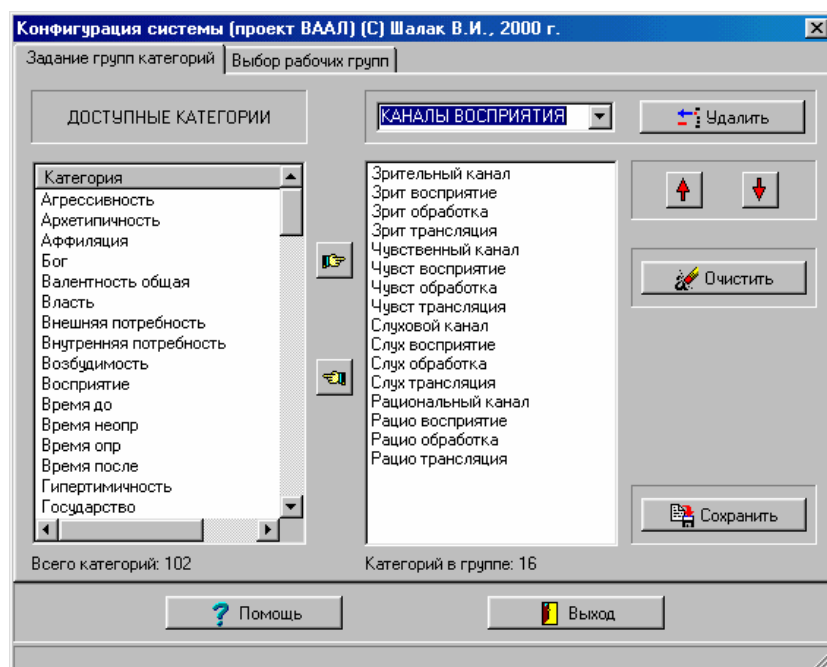 Конфигурация системы (проект ВААЛ) (С) Шалак В.И., 2000 г.
Задание групп категорий
Выбор рабочих групп
ДОСТУПНЫЕ КАТЕГОРИИ
КАНАЛЫ ВОСПРИЯТИЯ
Удалить
Категория
Агрессивность
Архетипичность
Аффиляция
Бог
Валентность общая
Власть
Внешняя потребность
Внутренняя потребность
Возбудимость
Восприятие
Время до
Время неопр
Время опр
Время после
Гипертимичность
Государство
Всего категорий: 102
Зрительный канал
Зрит восприятие
Зрит обработка
Зрит трансляция
Чувственный канал
Чувст восприятие
Чувст обработка
Чувст трансляция
Слуховой канал
Слух восприятие
Слух обработка
Слух трансляция
Рациональный канал
Рацио восприятие
Рацио обработка
Рацио трансляция
Категорий в группе: 16
Очистить
Сохранить
Помощь
Выход